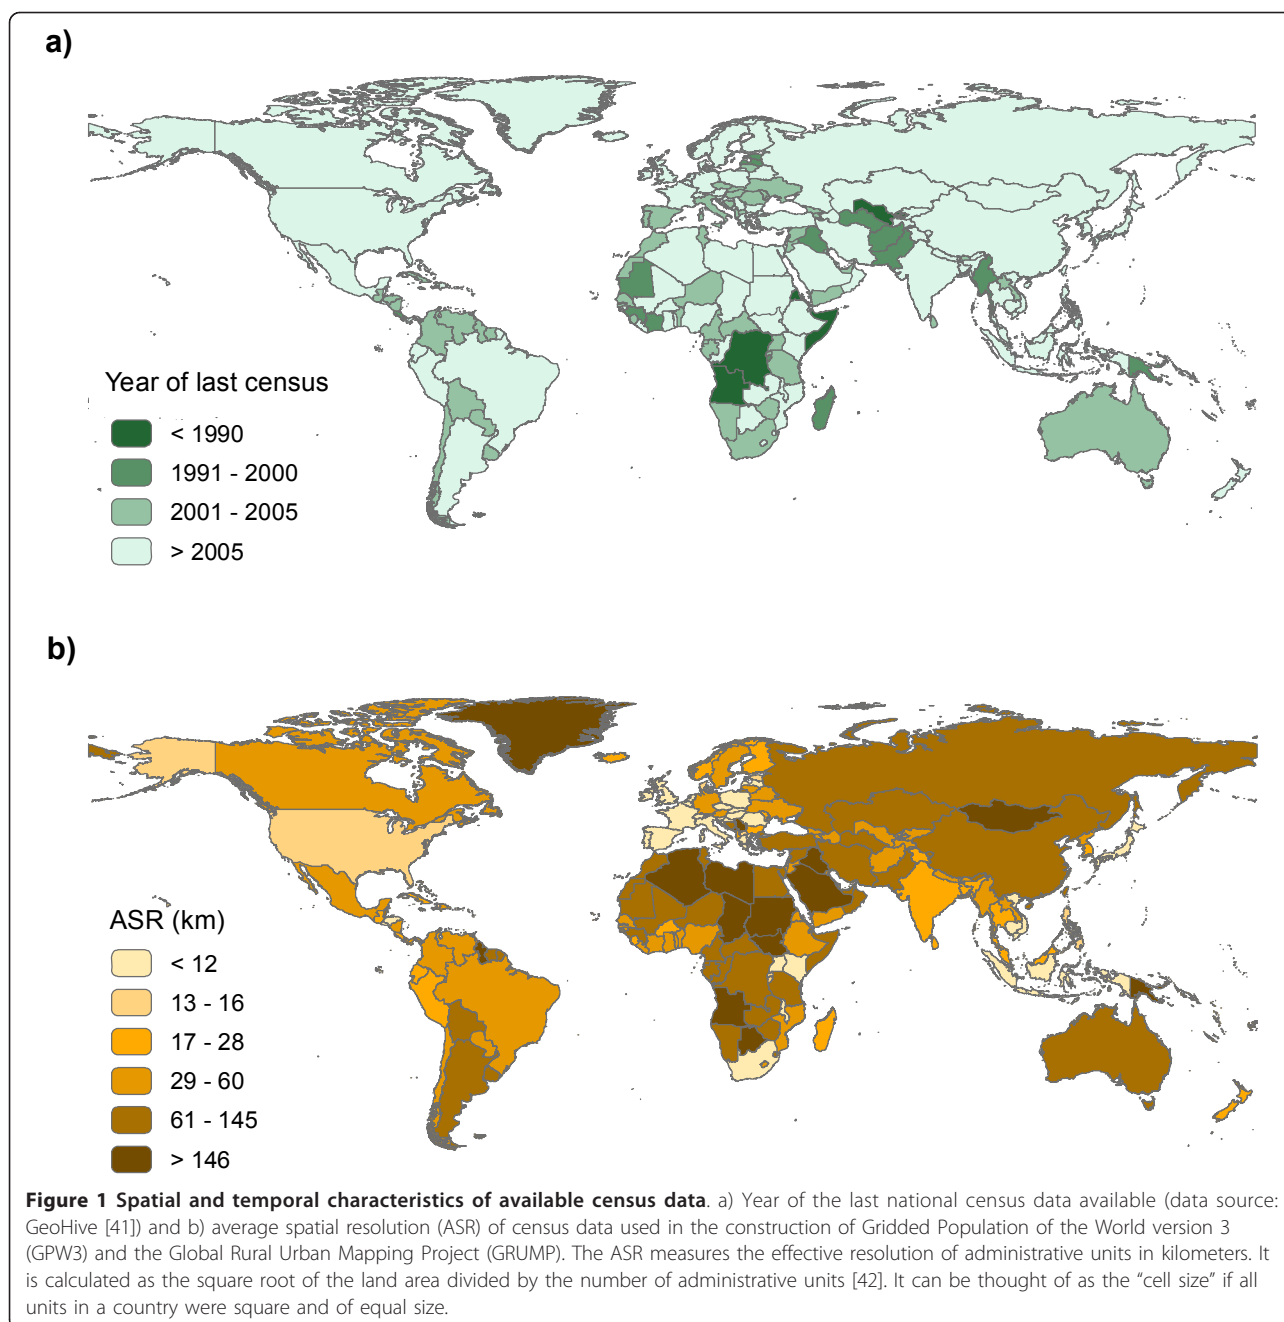 a)
Year of last census
< 1990
1991 - 2000
2001 - 2005
> 2005
b)
ASR (km)
< 12
13 - 16
17 - 28
29 - 60
61 - 145
> 146
Figure 1 Spatial and temporal characteristics of available census data. a) Year of the last national census data available (data source:
GeoHive [41]) and b) average spatial resolution (ASR) of census data used in the construction of Gridded Population of the World version 3
(GPW3) and the Global Rural Urban Mapping Project (GRUMP). The ASR measures the effective resolution of administrative units in kilometers. It
is calculated as the square root of the land area divided by the number of administrative units [42]. It can be thought of as the “cell size” if all
units in a country were square and of equal size.